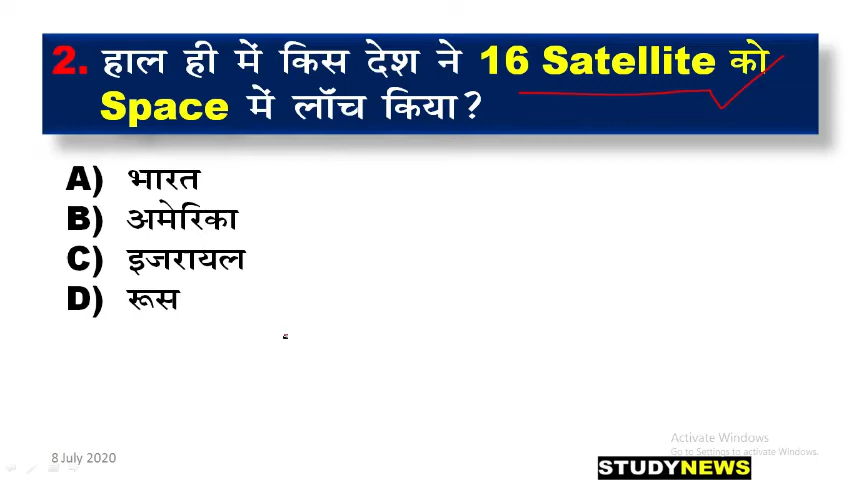 2. हाल ही में किस देश ने 16 Satellite को
Space में लॉच किया?
A) भारत
B) अमेरिका
C) इजरायल
D) रूस
Activate Windows
Go to Settings to activate Windows.
8 July 2020
STUDYNEWS